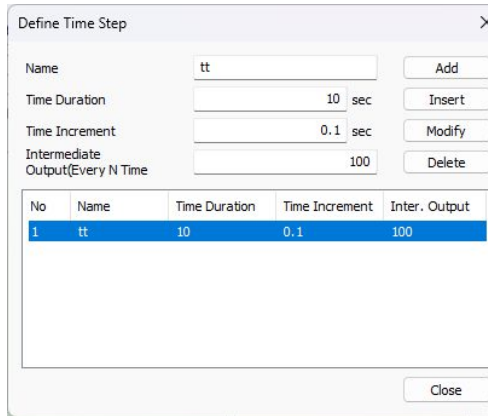 Define Time Step
Name tt Add
Time Duration 10 sec Insert
Time Increment 0.1 sec Modify
Intermediate
Output(Every N Time 100 Delete
No Name Time Duration Time Increment Inter. Output
1 tt 10 0.1 100
Close